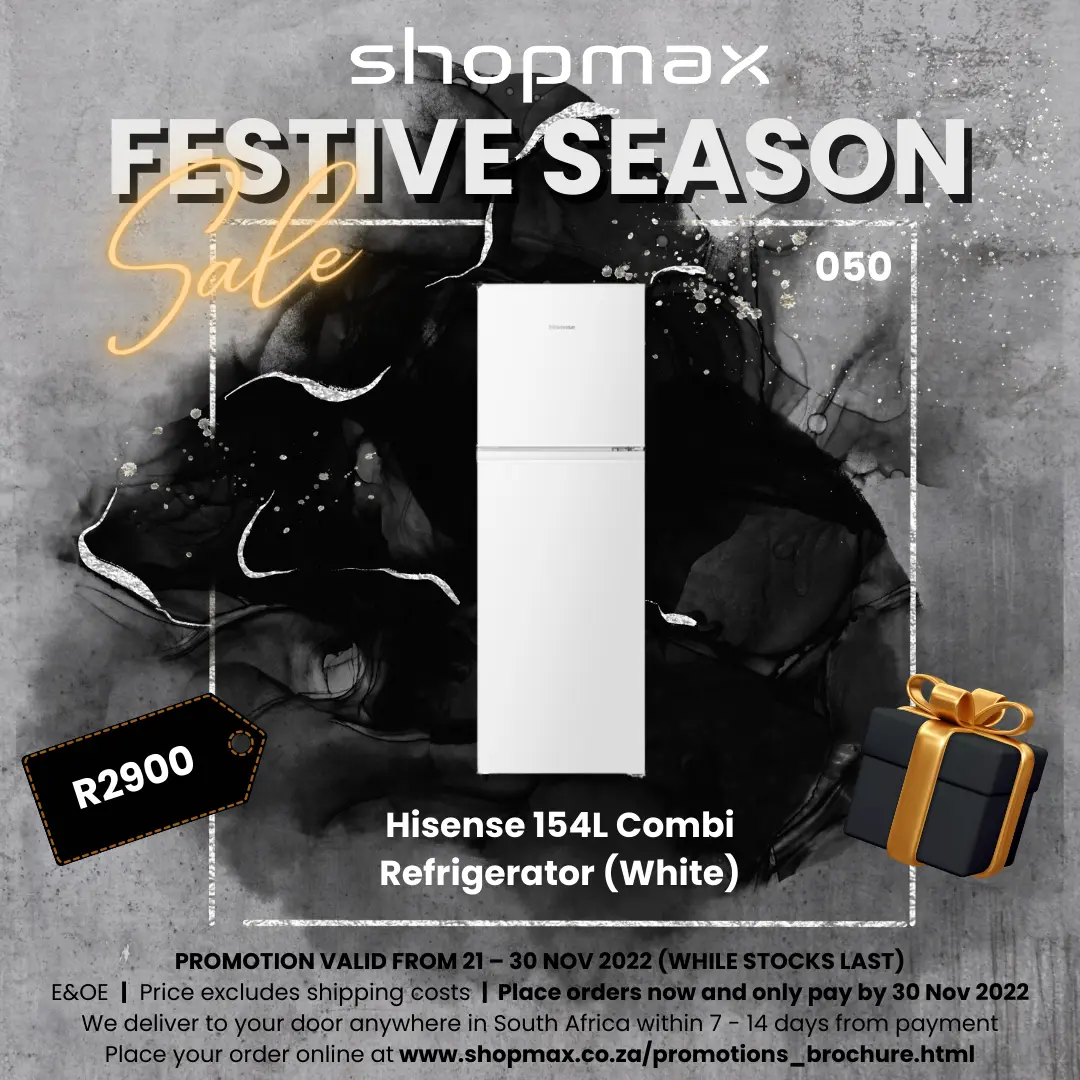 shopmax
FESTIVE SEASON
Sale
050
Hisense
R2900
Hisense 154L Combi
Refrigerator (White)
PROMOTION VALID FROM 21 – 30 NOV 2022 (WHILE STOCKS LAST)
E&OE | Price excludes shipping costs | Place orders now and only pay by 30 Nov 2022
We deliver to your door anywhere in South Africa within 7 - 14 days from payment
Place your order online at www.shopmax.co.za/promotions_brochure.html